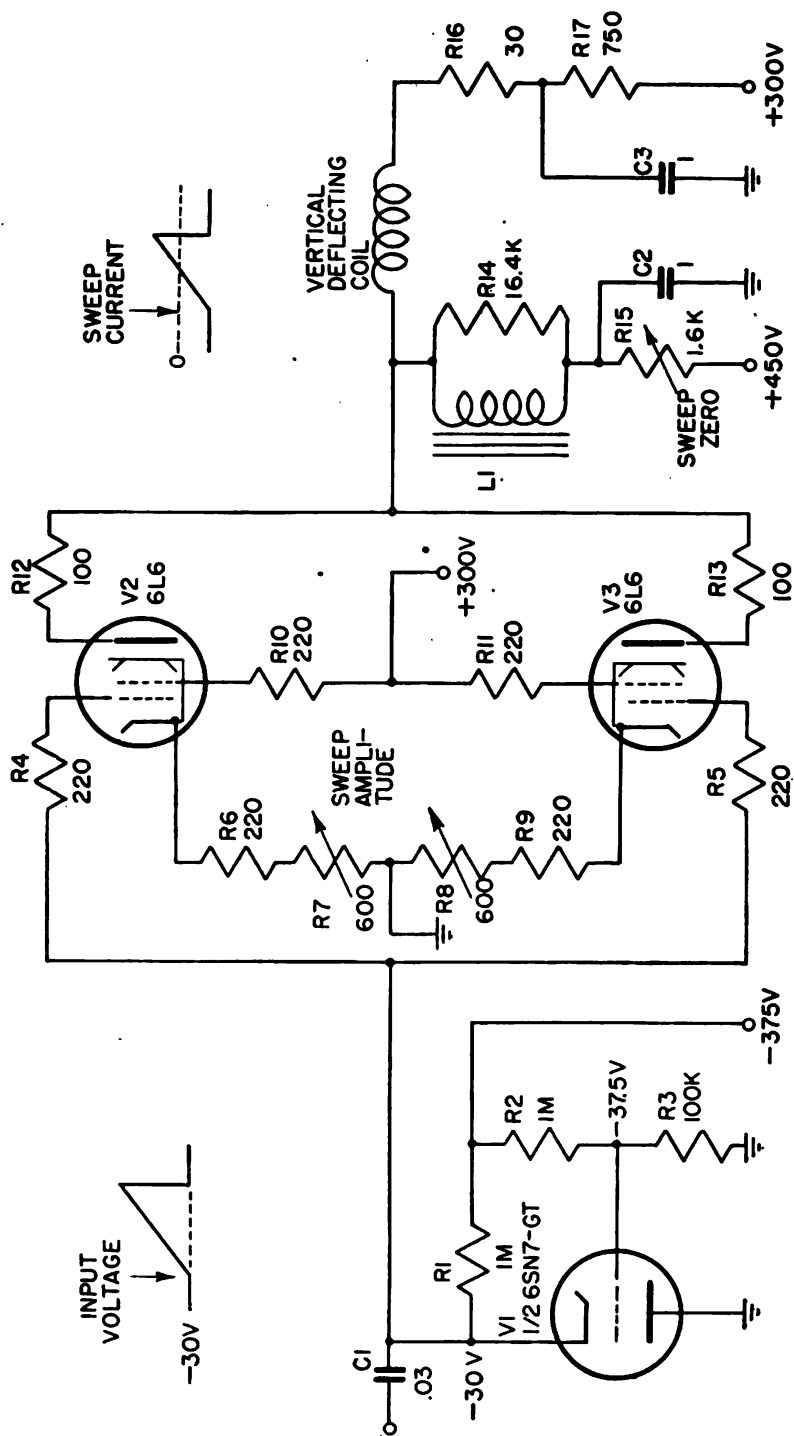 INPUT
VOLTAGE
-30V
SWEEP
CURRENT
0
R4
220
V2
6L6
R12
100
R6
220
R7
600
SWEEP
AMPLI-
TUDE
R8
600
R9
220
R10
220
+300V
R11
220
R5
220
V3
6L6
R13
100
VERTICAL
DEFLECTING
COIL
L1
R14
16.4K
R15
1.6K
SWEEP
ZERO
+450V
C2
1
R16
30
R17
750
C3
1
+300V
C1
.03
-30V
R1
1M
V1
1/2 6SN7-GT
R2
1M
-37.5V
R3
100K
-375V